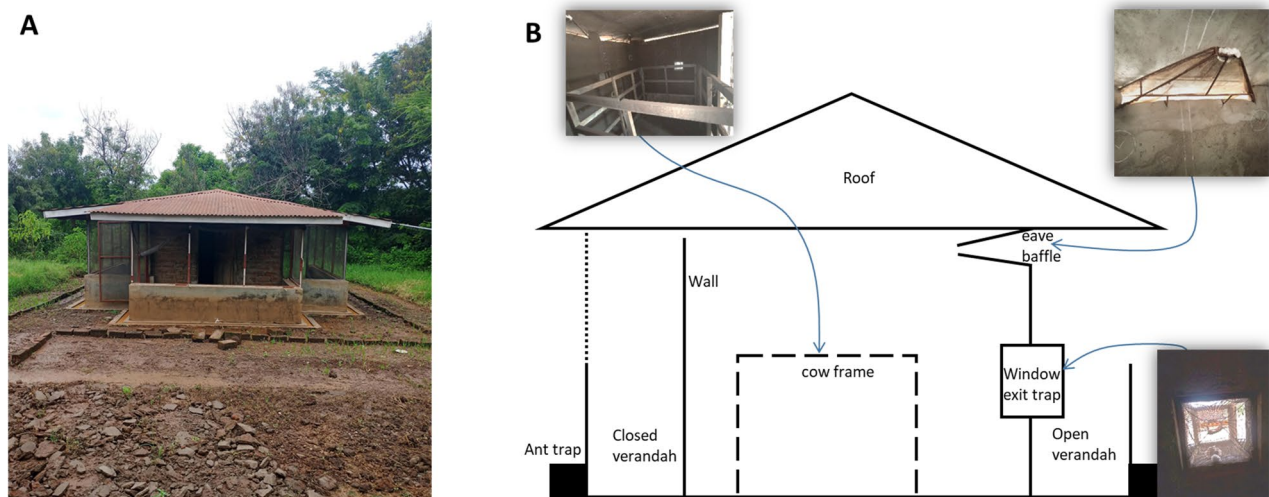 A
B
Roof
eave
baffle
Wall
cow frame
Window
exit trap
Closed
verandah
Open
verandah
Ant trap